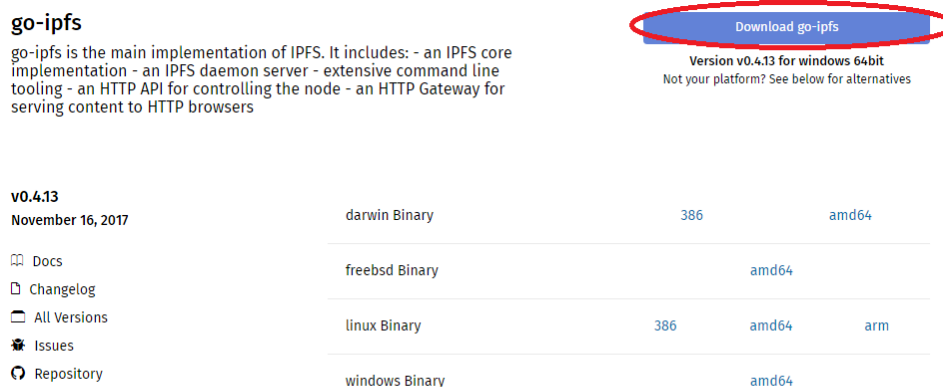 go-ipfs
go-ipfs is the main implementation of IPFS. It includes: - an IPFS core
implementation - an IPFS daemon server - extensive command line
tooling - an HTTP API for controlling the node - an HTTP Gateway for
serving content to HTTP browsers
Download go-ipfs
Version v0.4.13 for windows 64bit
Not your platform? See below for alternatives
v0.4.13
November 16, 2017
Docs
Changelog
All Versions
Issues
Repository
darwin Binary 386 amd64
freebsd Binary amd64
linux Binary 386 amd64 arm
windows Binary amd64